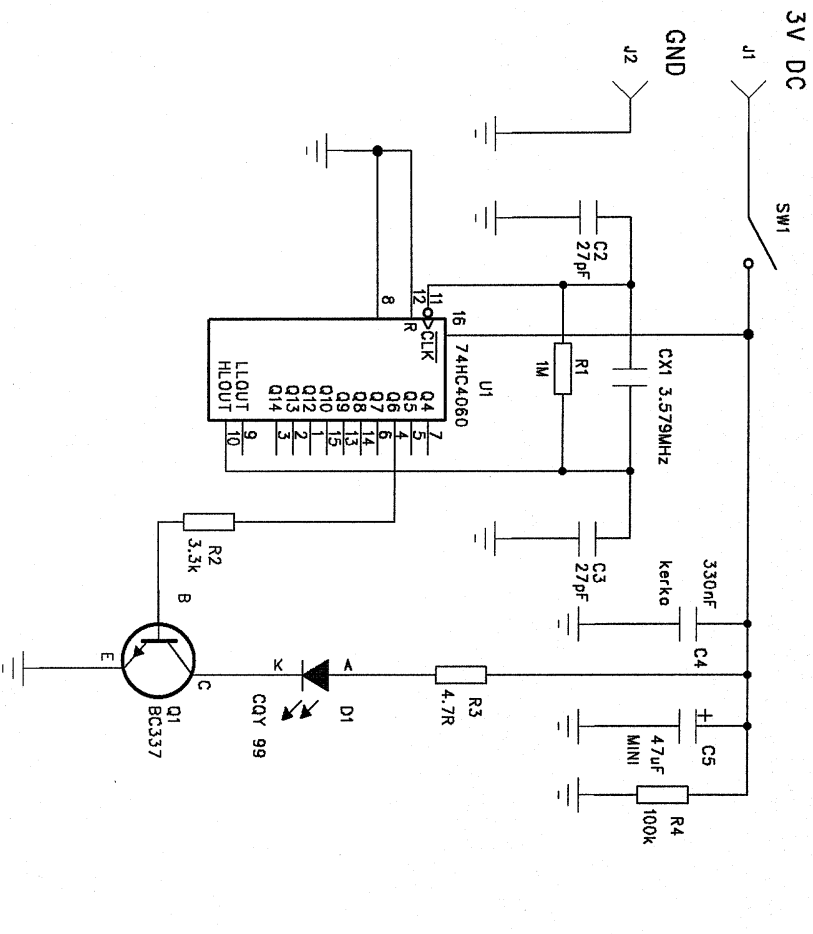 3V DC
J1
SW1
GND
J2
C2
27pF
R1
1M
CX1 3.579MHz
C3
27pF
330nF
kerko
C4
C5
47uF
MINI
R4
100k
U1
74HC4060
16
11
12
8
CLK
R
Q4
Q5
Q6
Q7
Q8
Q9
Q10
Q12
Q13
Q14
LLOUT
HLOUT
7
5
4
6
14
13
15
1
2
3
9
10
R2
3.3k
R3
4.7R
A
K
D1
CQY 99
B
C
E
Q1
BC337
+